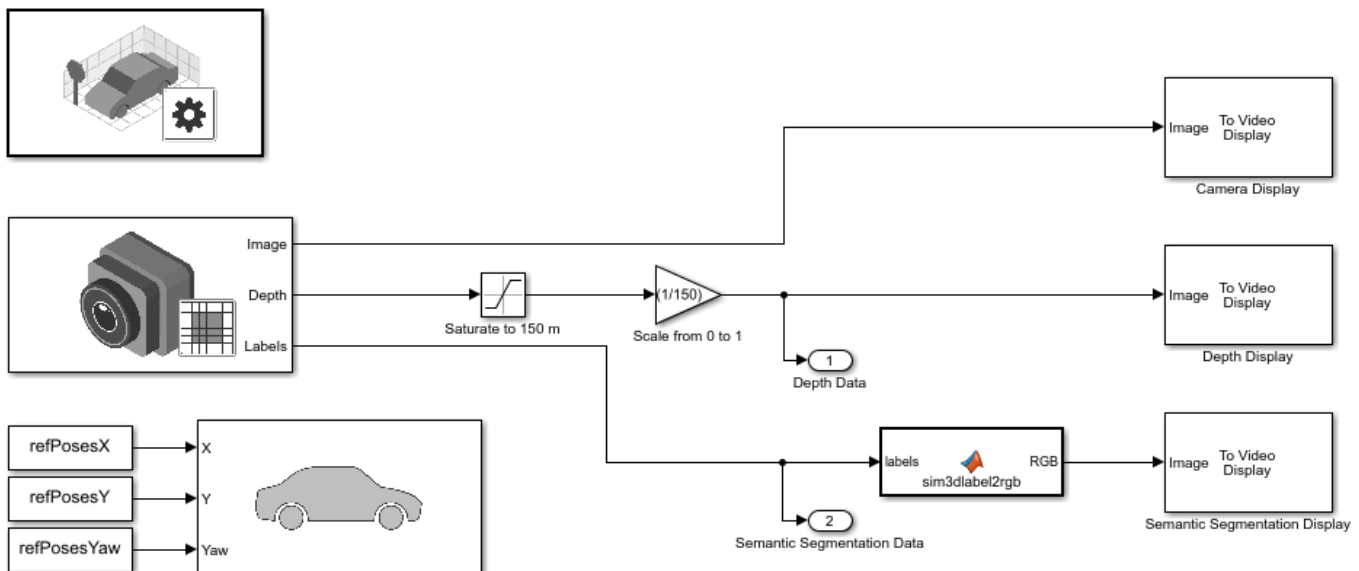 To Video
Display
Image
Camera Display
Image
Depth
Labels
Saturate to 150 m
(1/150)
Scale from 0 to 1
Image
To Video
Display
Depth Display
1
Depth Data
refPosesX
X
refPosesY
Y
refPosesYaw
Yaw
labels
RGB
sim3dlabel2rgb
2
Semantic Segmentation Data
Image
To Video
Display
Semantic Segmentation Display